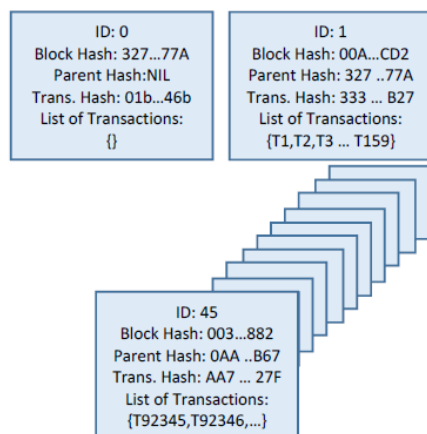 ID: 0
Block Hash: 327...77A
Parent Hash:NIL
Trans. Hash: 01b...46b
List of Transactions:
{}
ID: 1
Block Hash: 00A...CD2
Parent Hash: 327 ..77A
Trans. Hash: 333 ... B27
List of Transactions:
{T1,T2,T3 ... T159}
ID: 45
Block Hash: 003...882
Parent Hash: 0AA ..B67
Trans. Hash: AA7 ... 27F
List of Transactions:
{T92345,T92346,...}